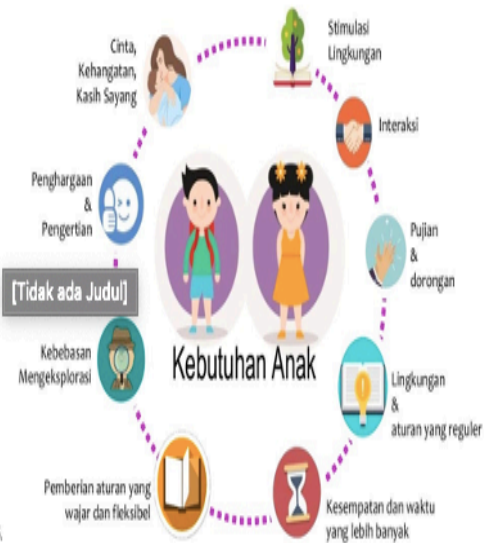 Cinta,
Kehangatan,
Kasih Sayang
Stimulasi
Lingkungan
Interaksi
Penghargaan
&
Pengertian
Pujian
&
dorongan
[Tidak ada Judul]
Kebutuhan Anak
Kebebasan
Mengeksplorasi
Lingkungan
&
aturan yang reguler
Pemberian aturan yang
wajar dan fleksibel
Kesempatan dan waktu
yang lebih banyak